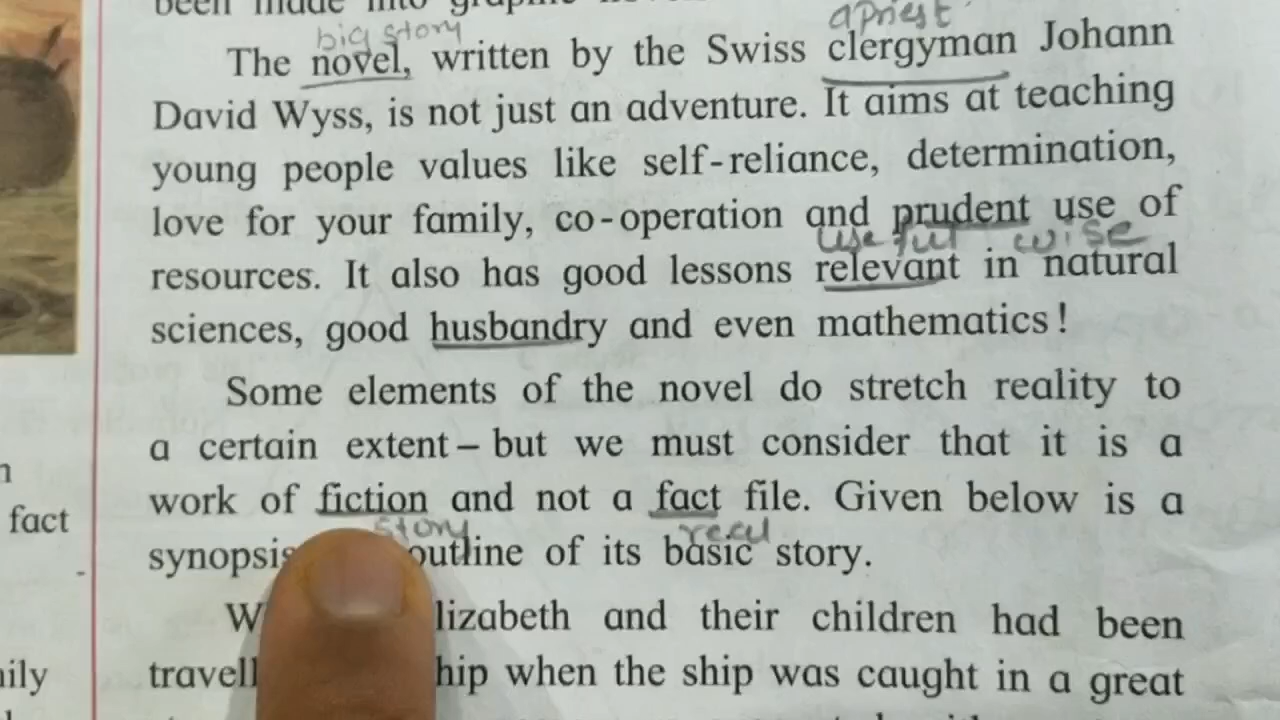 been made into graphic
big story
a priest
The novel, written by the Swiss clergyman Johann
David Wyss, is not just an adventure. It aims at teaching
young people values like self-reliance, determination,
love for your family, co-operation and prudent use of
useful wise
resources. It also has good lessons relevant in natural
sciences, good husbandry and even mathematics!
Some elements of the novel do stretch reality to
a certain extent – but we must consider that it is a
work of fiction and not a fact file. Given below is a
story real
synopsis outline of its basic story.
lizabeth and their children had been
travell hip when the ship was caught in a great
fact